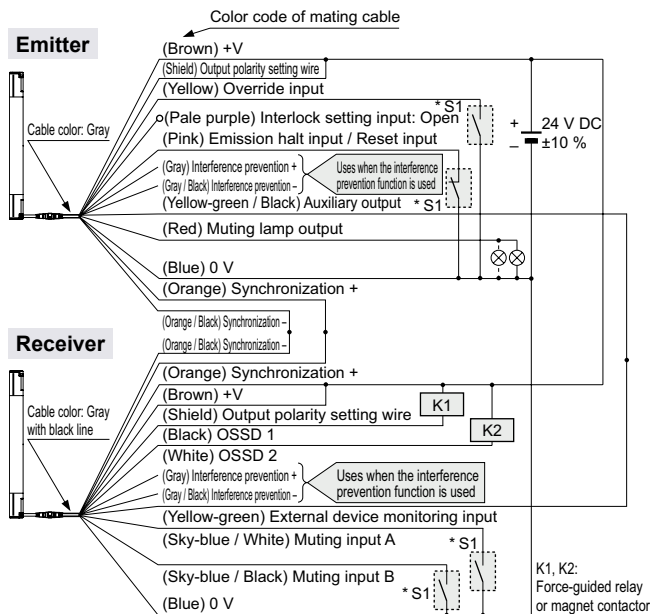 Color code of mating cable
Emitter
(Brown) +V
(Shield) Output polarity setting wire
(Yellow) Override input
* S1
(Pale purple) Interlock setting input: Open
Cable color: Gray
+ 24 V DC
– ±10 %
(Pink) Emission halt input / Reset input
(Gray) Interference prevention +
(Gray / Black) Interference prevention –
Uses when the interference
prevention function is used
(Yellow-green / Black) Auxiliary output
* S1
(Red) Muting lamp output
(Blue) 0 V
(Orange) Synchronization +
(Orange / Black) Synchronization –
Receiver
(Orange / Black) Synchronization –
(Orange) Synchronization +
(Brown) +V
Cable color: Gray
with black line
(Shield) Output polarity setting wire
K1
(Black) OSSD 1
K2
(White) OSSD 2
(Gray) Interference prevention +
(Gray / Black) Interference prevention –
Uses when the interference
prevention function is used
(Yellow-green) External device monitoring input
(Sky-blue / White) Muting input A
* S1
(Sky-blue / Black) Muting input B
* S1
(Blue) 0 V
K1, K2:
Force-guided relay
or magnet contactor